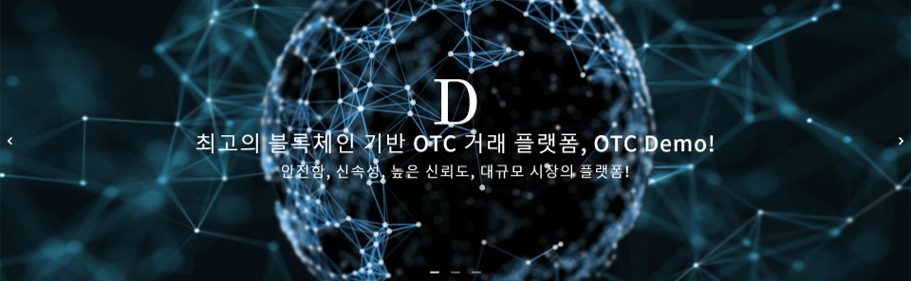 D
최고의 블록체인 기반 OTC 거래 플랫폼, OTC Demo!
안전함, 신속성, 높은 신뢰도, 대규모 시장의 플랫폼!